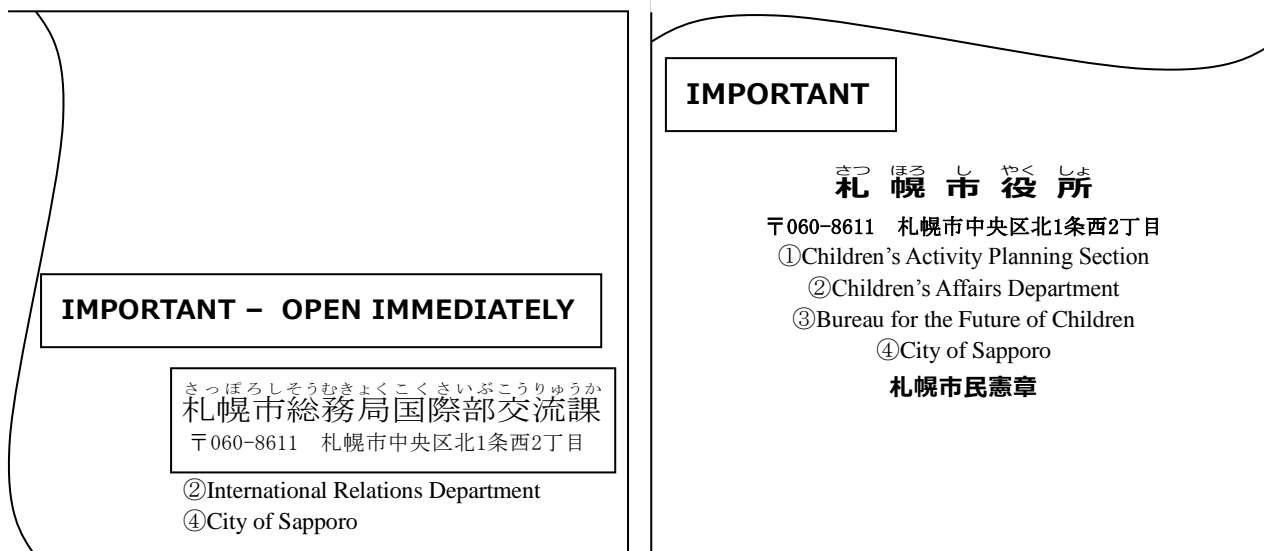 IMPORTANT – OPEN IMMEDIATELY
さっぽろしそうむきょくこくさいぶこうりゅうか
札幌市総務局国際部交流課
〒060-8611　札幌市中央区北1条西2丁目
②International Relations Department
④City of Sapporo
IMPORTANT
さつ ほろ し やく しょ
札 幌 市 役 所
〒060-8611　札幌市中央区北1条西2丁目
①Children’s Activity Planning Section
②Children’s Affairs Department
③Bureau for the Future of Children
④City of Sapporo
札幌市民憲章